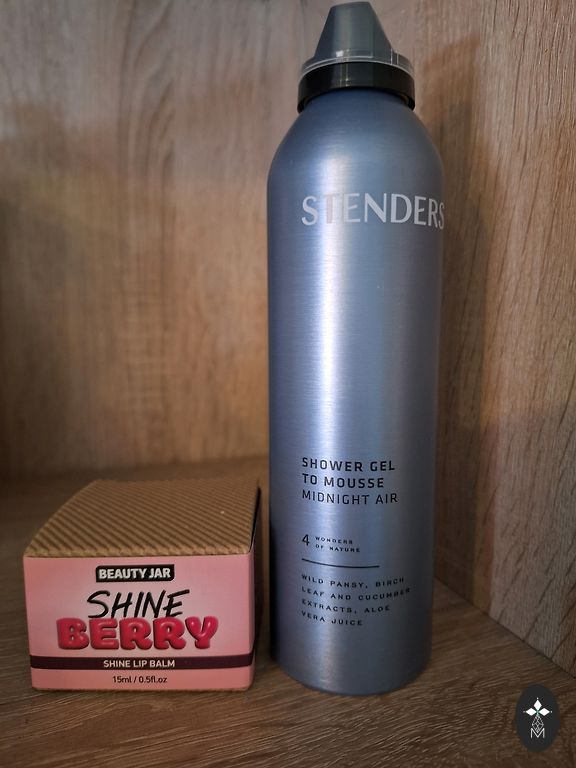 STENDERS
SHOWER GEL
TO MOUSSE
MIDNIGHT AIR
4 WONDERS
OF NATURE
WILD PANSY, BIRCH
LEAF AND CUCUMBER
EXTRACTS, ALOE
VERA JUICE
BEAUTY JAR
SHINE
BERRY
SHINE LIP BALM
15ml / 0.5fl.oz
M